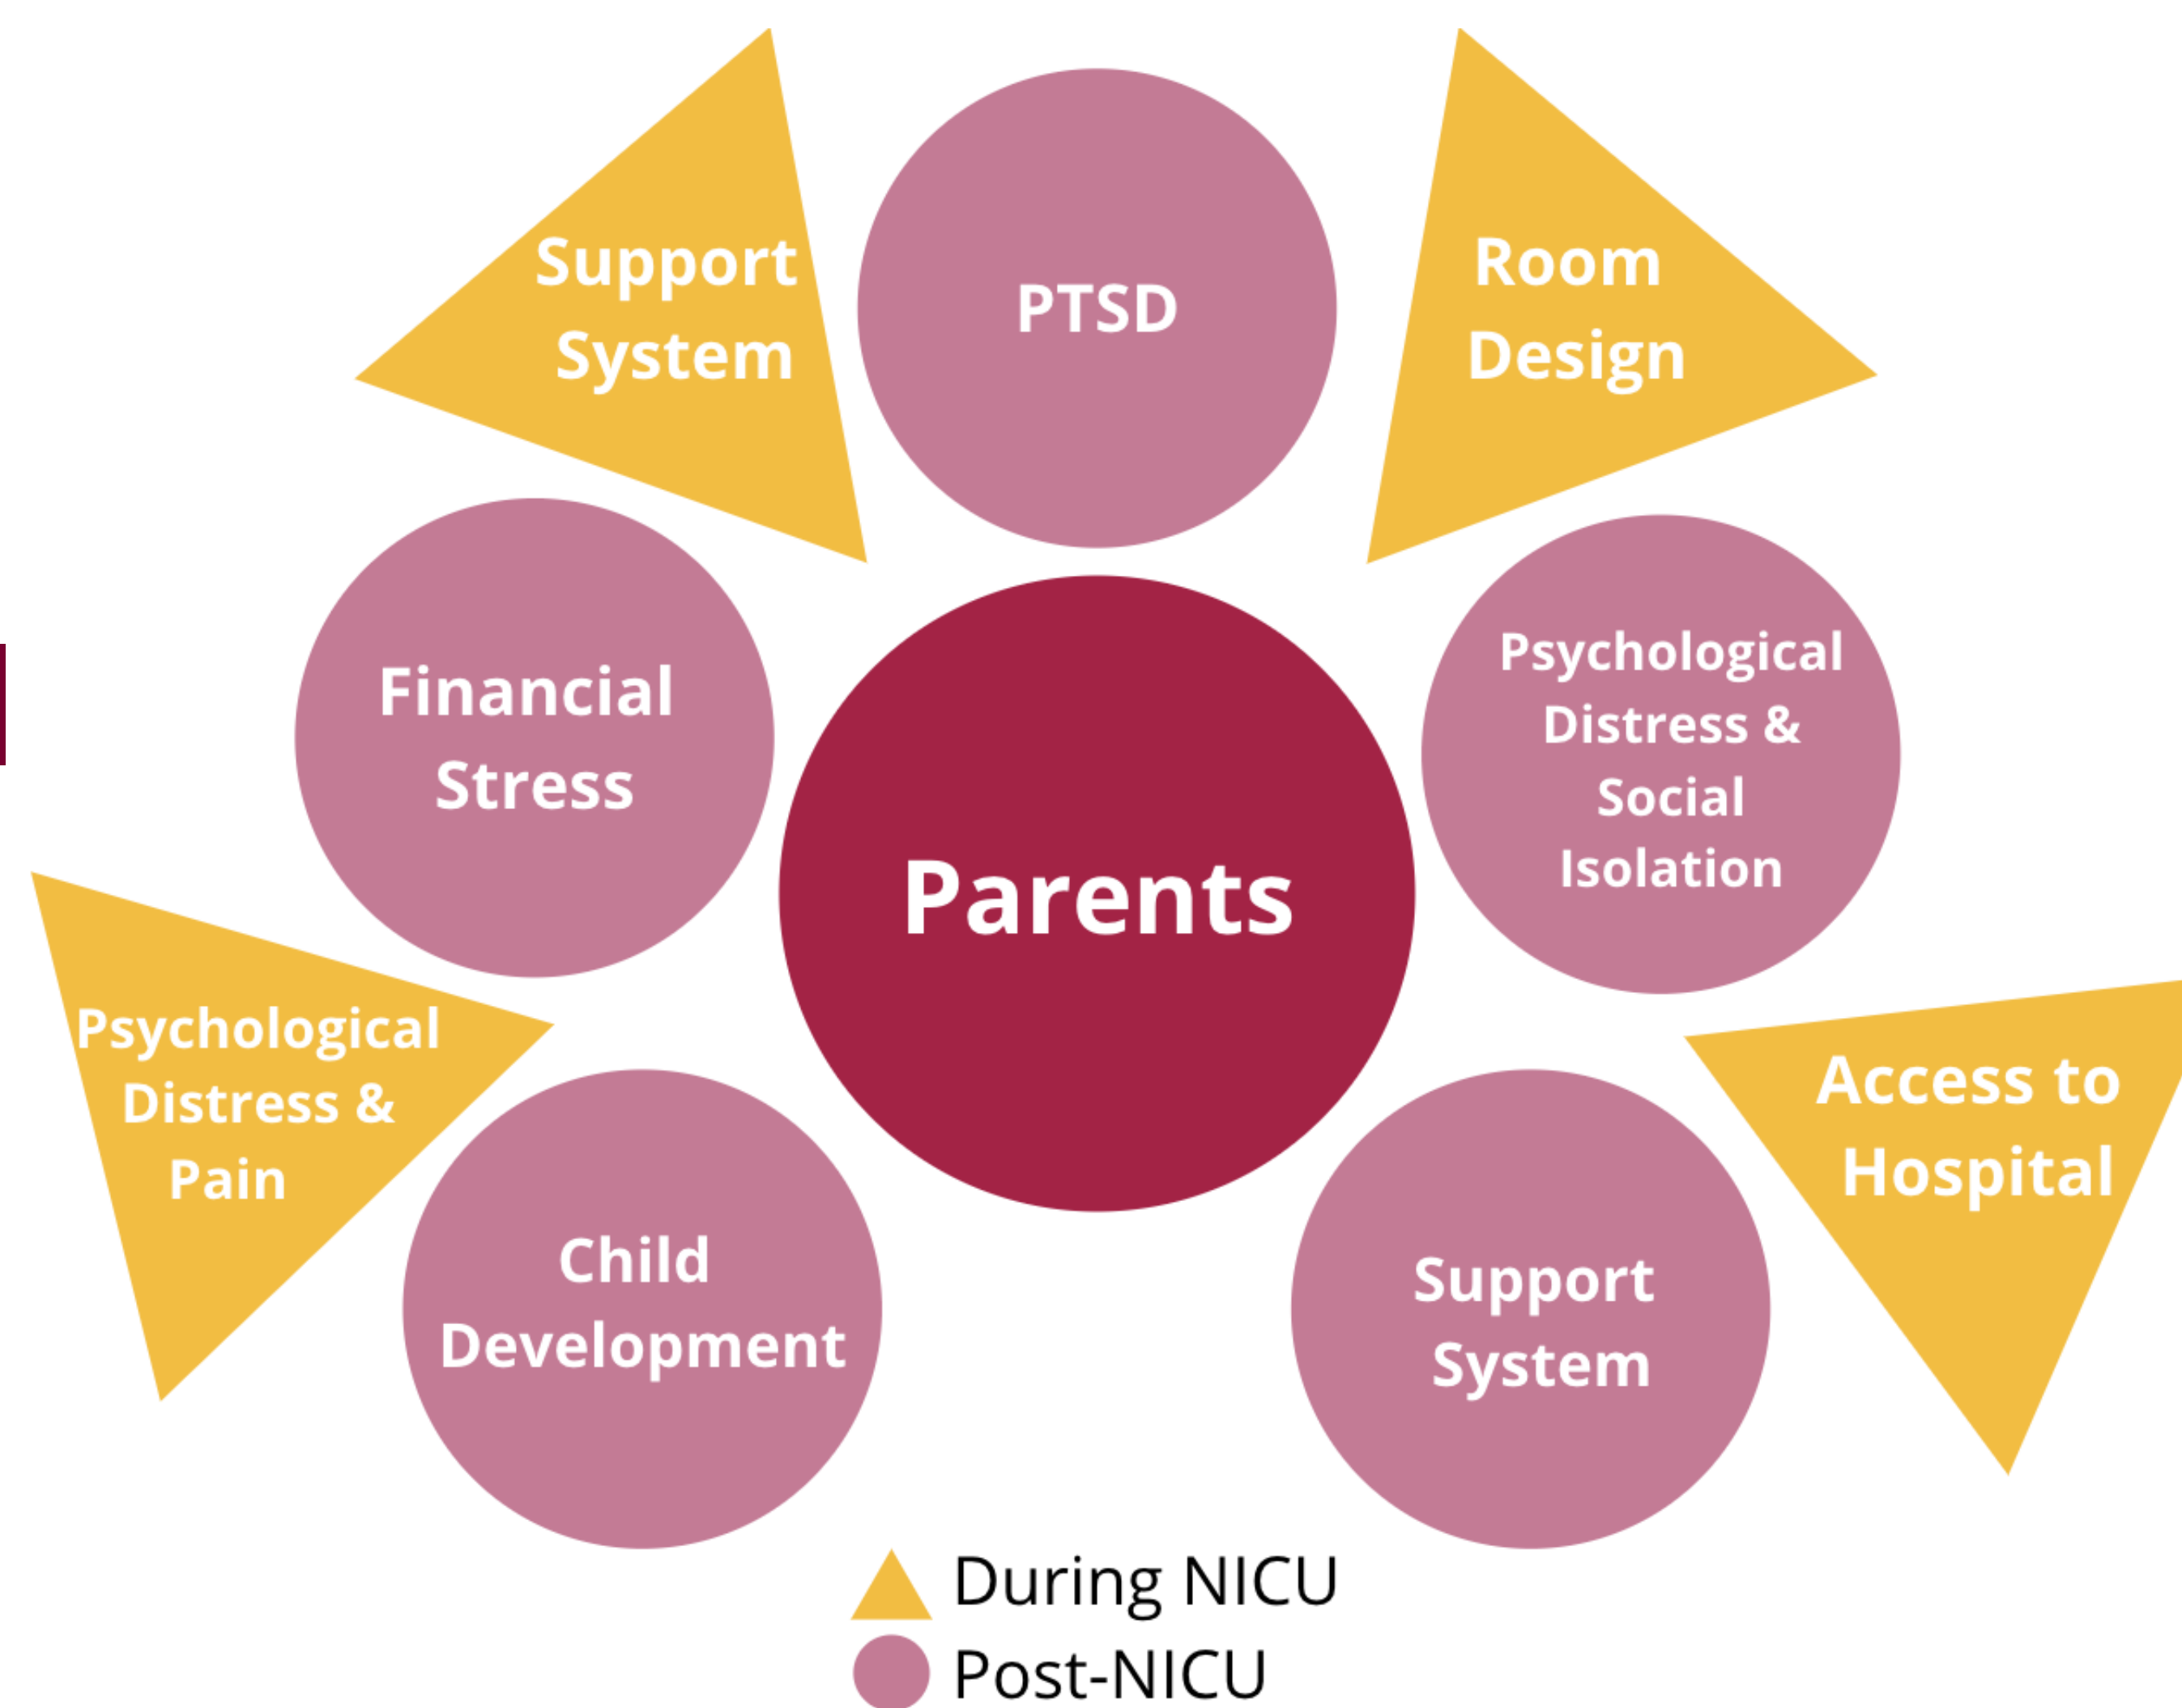 Support
System
PTSD
Room
Design
Financial
Stress
Parents
Psychological
Distress &
Social
Isolation
Psychological
Distress &
Pain
Access to
Hospital
Child
Development
Support
System
During NICU
Post-NICU